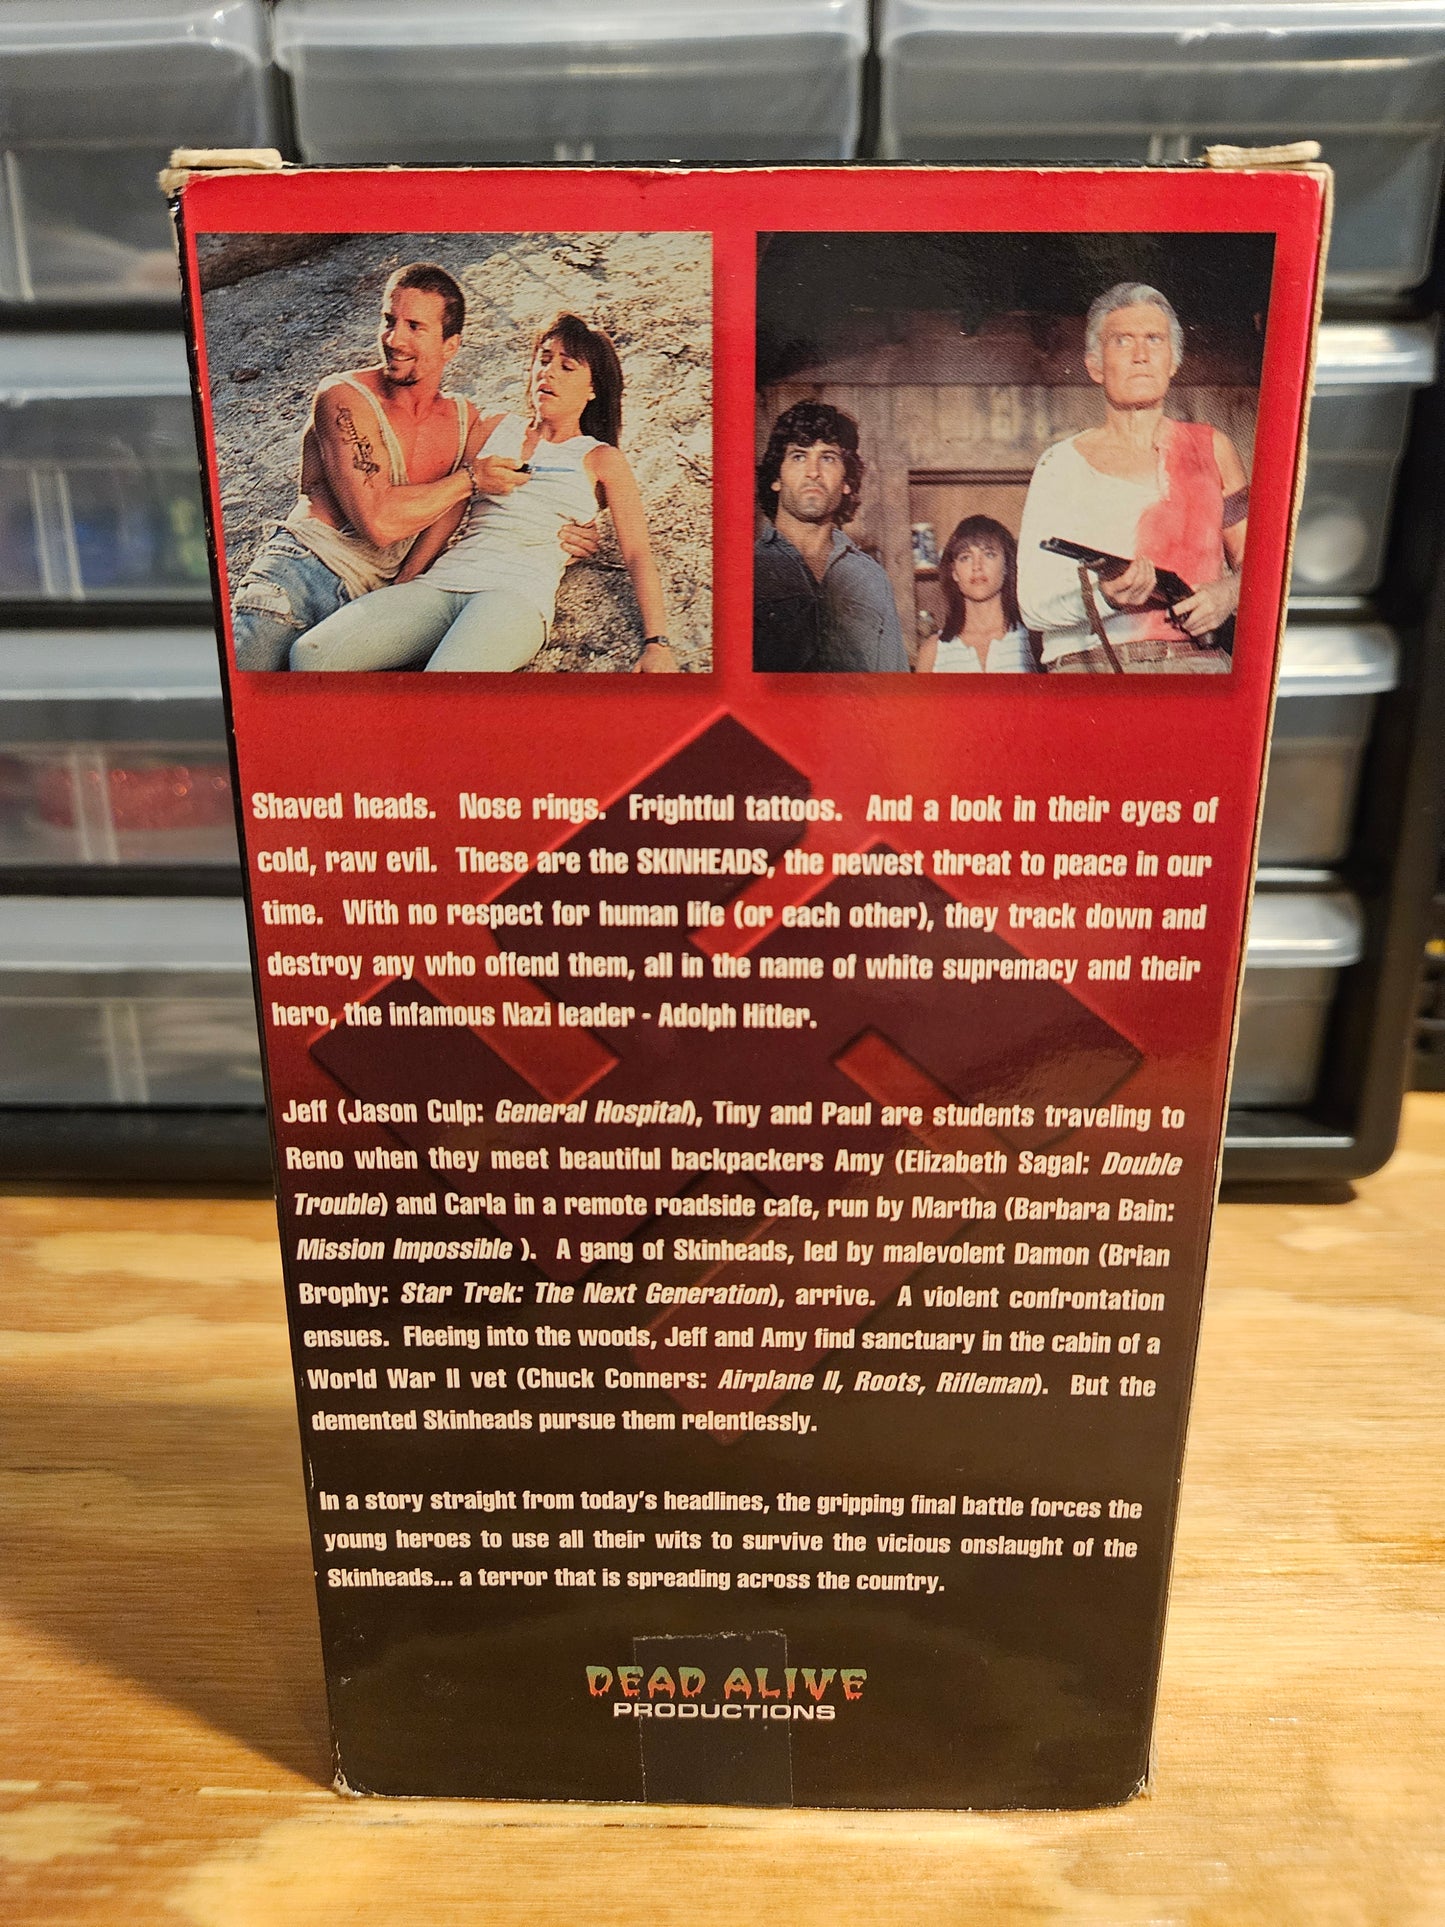 Shaved heads. Nose rings. Frightful tattoos. And a look in their eyes of
cold, raw evil. These are the SKINHEADS, the newest threat to peace in our
time. With no respect for human life (or each other), they track down and
destroy any who offend them, all in the name of white supremacy and their
hero, the infamous Nazi leader - Adolph Hitler.
Jeff (Jason Culp: General Hospital), Tiny and Paul are students traveling to
Reno when they meet beautiful backpackers Amy (Elizabeth Sagal: Double
Trouble) and Carla in a remote roadside cafe, run by Martha (Barbara Bain:
Mission Impossible ). A gang of Skinheads, led by malevolent Damon (Brian
Brophy: Star Trek: The Next Generation), arrive. A violent confrontation
ensues. Fleeing into the woods, Jeff and Amy find sanctuary in the cabin of a
World War II vet (Chuck Conners: Airplane II, Roots, Rifleman). But the
demented Skinheads pursue them relentlessly.
In a story straight from today's headlines, the gripping final battle forces the
young heroes to use all their wits to survive the vicious onslaught of the
Skinheads... a terror that is spreading across the country.
DEAD ALIVE
PRODUCTIONS